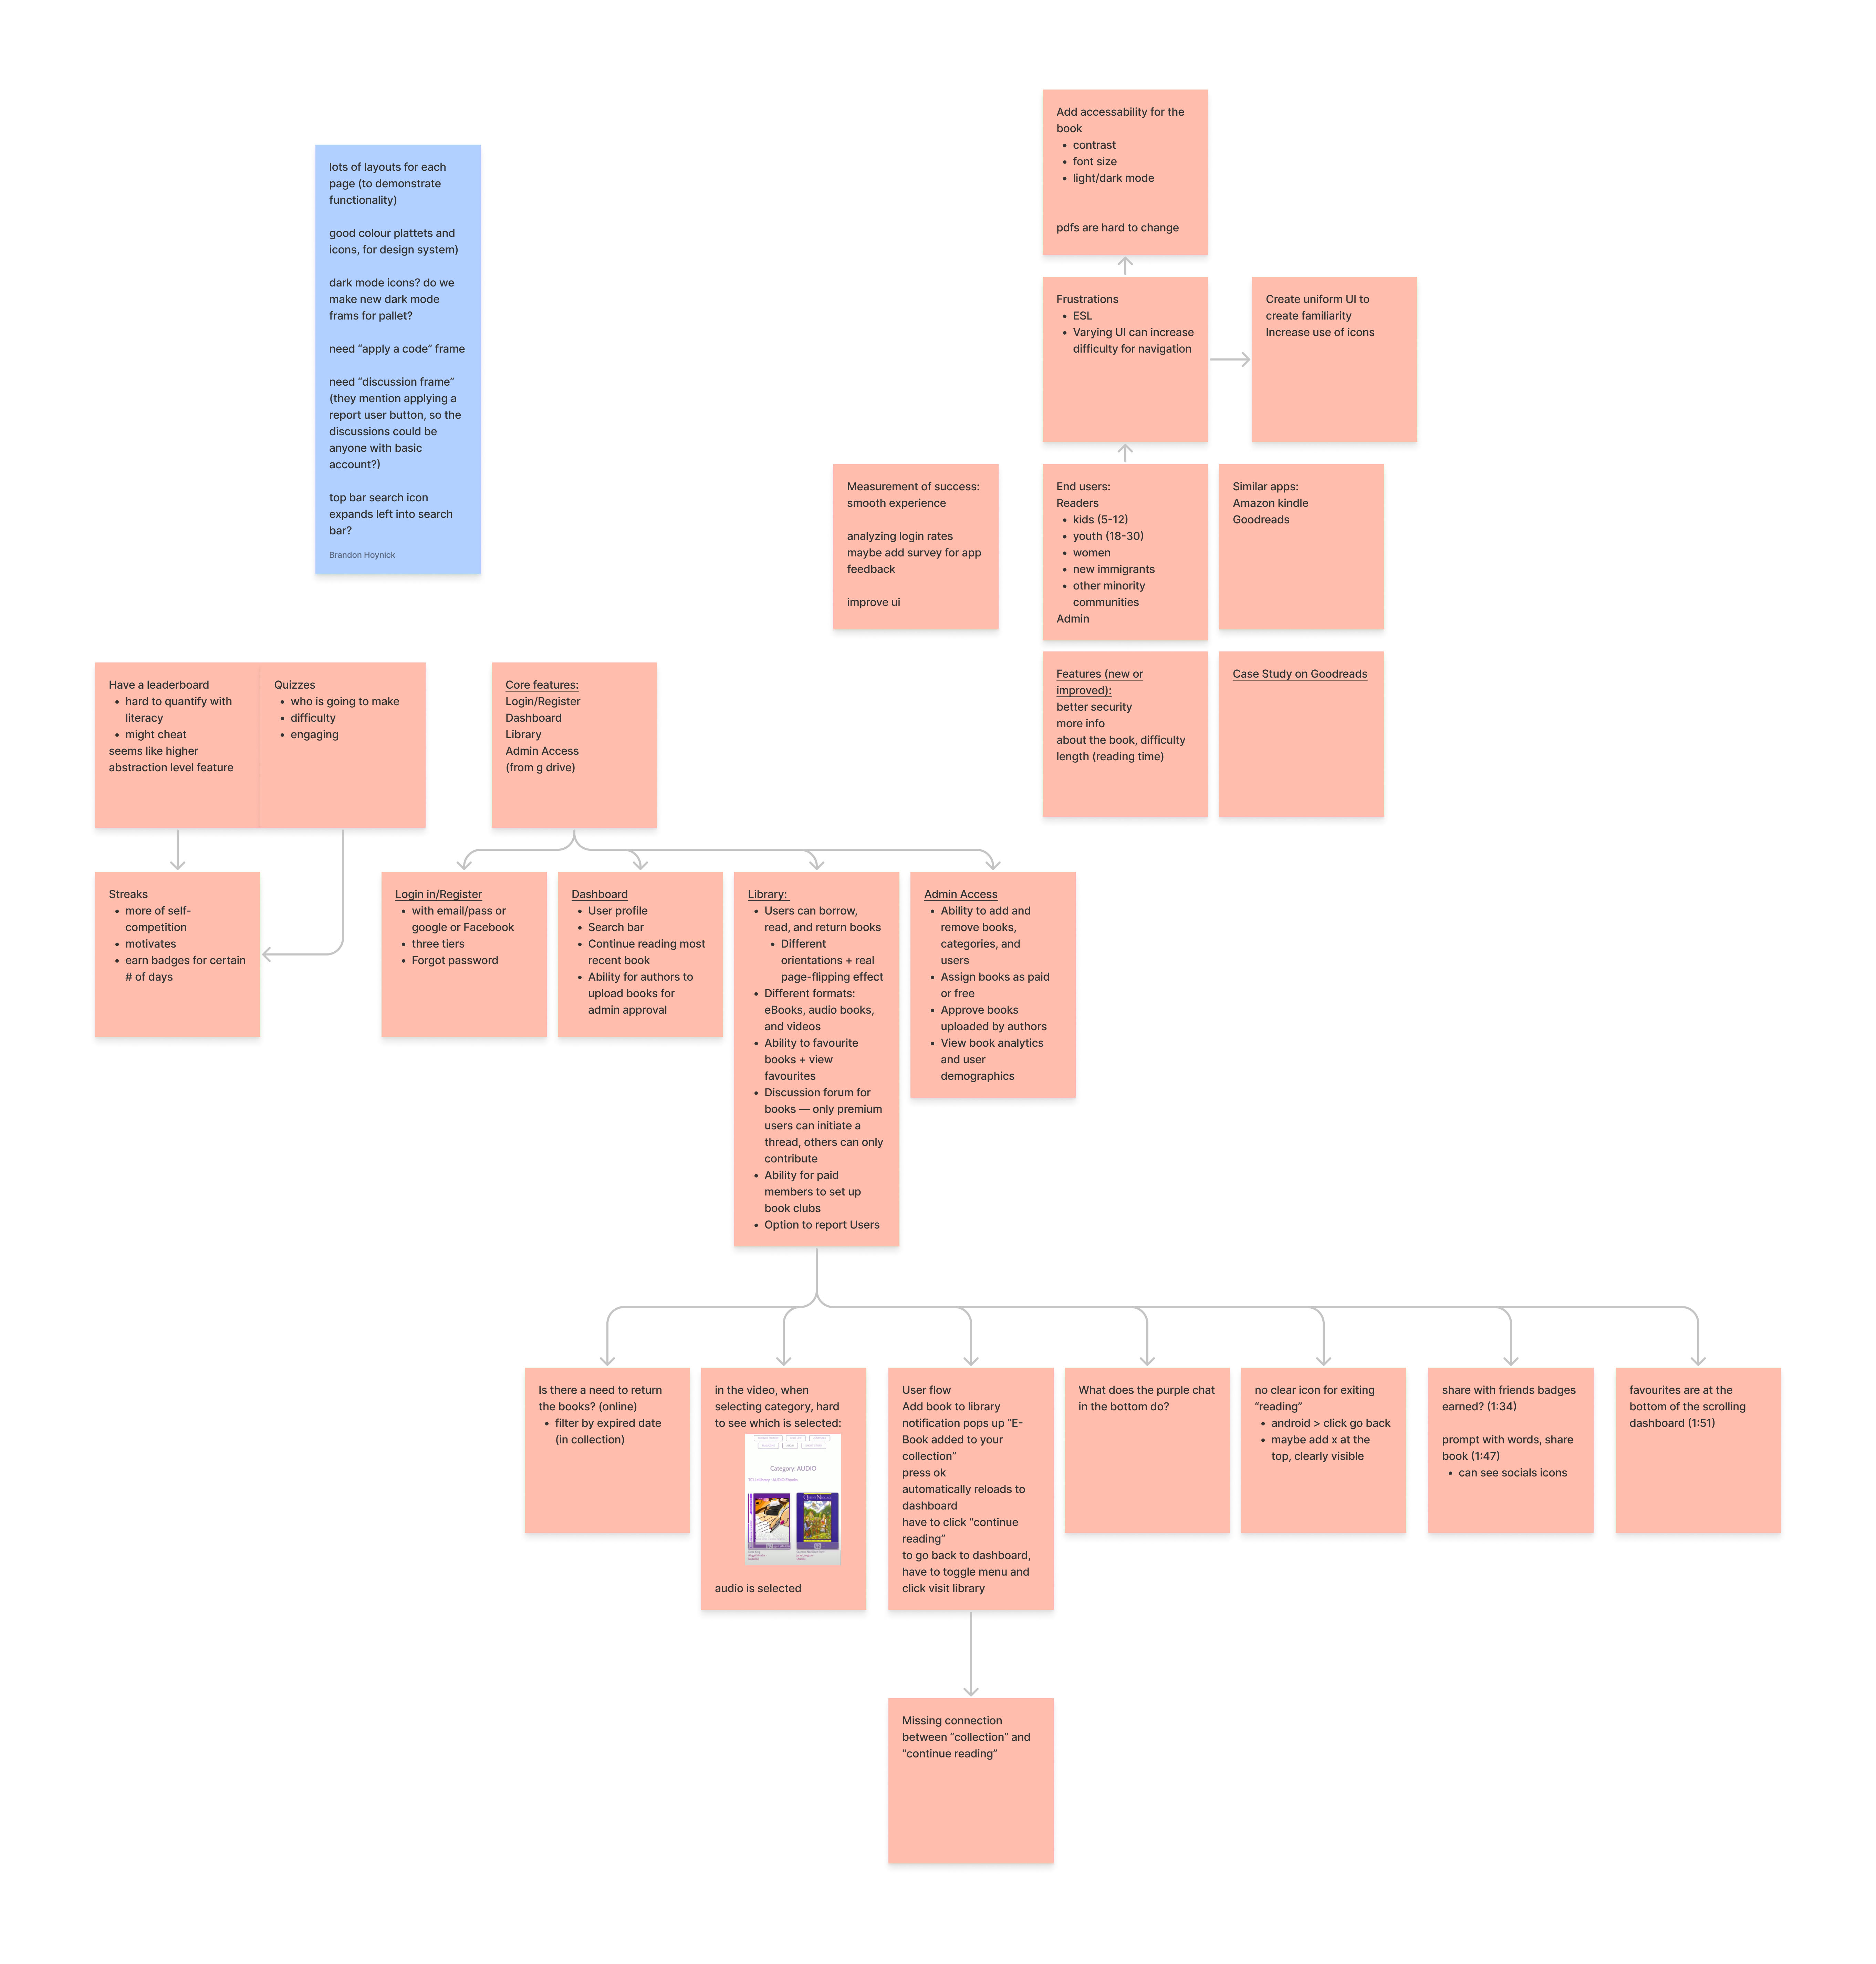 Add accessability for the
book
• contrast
• font size
• light/dark mode
pdfs are hard to change
lots of layouts for each
page (to demonstrate
functionality)
good colour plattets and
icons, for design system)
dark mode icons? do we
make new dark mode
frams for pallet?
need “apply a code” frame
need “discussion frame”
(they mention applying a
report user button, so the
discussions could be
anyone with basic
account?)
top bar search icon
expands left into search
bar?
Brandon Hoynick
Frustrations
• ESL
• Varying UI can increase
difficulty for navigation
Create uniform UI to
create familiarity
Increase use of icons
Measurement of success:
smooth experience
analyzing login rates
maybe add survey for app
feedback
improve ui
End users:
Readers
• kids (5-12)
• youth (18-30)
• women
• new immigrants
• other minority
communities
Admin
Similar apps:
Amazon kindle
Goodreads
Features (new or
improved):
better security
more info
about the book, difficulty
length (reading time)
Case Study on Goodreads
Have a leaderboard
• hard to quantify with
literacy
• might cheat
seems like higher
abstraction level feature
Quizzes
• who is going to make
• difficulty
• engaging
Core features:
Login/Register
Dashboard
Library
Admin Access
(from g drive)
Streaks
• more of self-
competition
• motivates
• earn badges for certain
# of days
Login in/Register
• with email/pass or
google or Facebook
• three tiers
• Forgot password
Dashboard
• User profile
• Search bar
• Continue reading most
recent book
• Ability for authors to
upload books for
admin approval
Library:
• Users can borrow,
read, and return books
• Different
orientations + real
page-flipping effect
• Different formats:
eBooks, audio books,
and videos
• Ability to favourite
books + view
favourites
• Discussion forum for
books — only premium
users can initiate a
thread, others can only
contribute
• Ability for paid
members to set up
book clubs
• Option to report Users
Admin Access
• Ability to add and
remove books,
categories, and
users
• Assign books as paid
or free
• Approve books
uploaded by authors
• View book analytics
and user
demographics
Is there a need to return
the books? (online)
• filter by expired date
(in collection)
in the video, when
selecting category, hard
to see which is selected:
Category: AUDIO
audio is selected
User flow
Add book to library
notification pops up “E-
Book added to your
collection”
press ok
automatically reloads to
dashboard
have to click “continue
reading”
to go back to dashboard,
have to toggle menu and
click visit library
What does the purple chat
in the bottom do?
no clear icon for exiting
“reading”
• android > click go back
• maybe add x at the
top, clearly visible
share with friends badges
earned? (1:34)
prompt with words, share
book (1:47)
• can see socials icons
favourites are at the
bottom of the scrolling
dashboard (1:51)
Missing connection
between “collection” and
“continue reading”